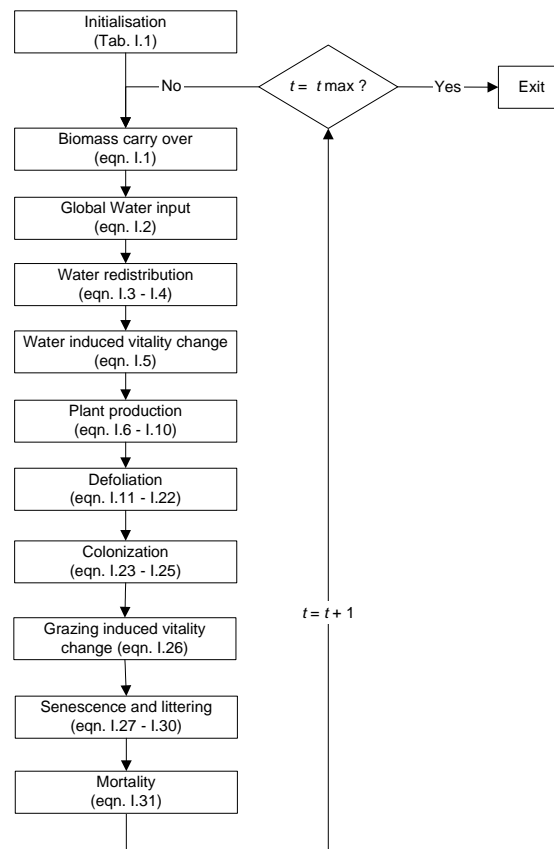 Initialisation
(Tab. I.1)
No
t = t max ?
Yes
Exit
Biomass carry over
(eqn. I.1)
Global Water input
(eqn. I.2)
Water redistribution
(eqn. I.3 - I.4)
Water induced vitality change
(eqn. I.5)
Plant production
(eqn. I.6 - I.10)
Defoliation
(eqn. I.11 - I.22)
Colonization
(eqn. I.23 - I.25)
t = t + 1
Grazing induced vitality
change (eqn. I.26)
Senescence and littering
(eqn. I.27 - I.30)
Mortality
(eqn. I.31)